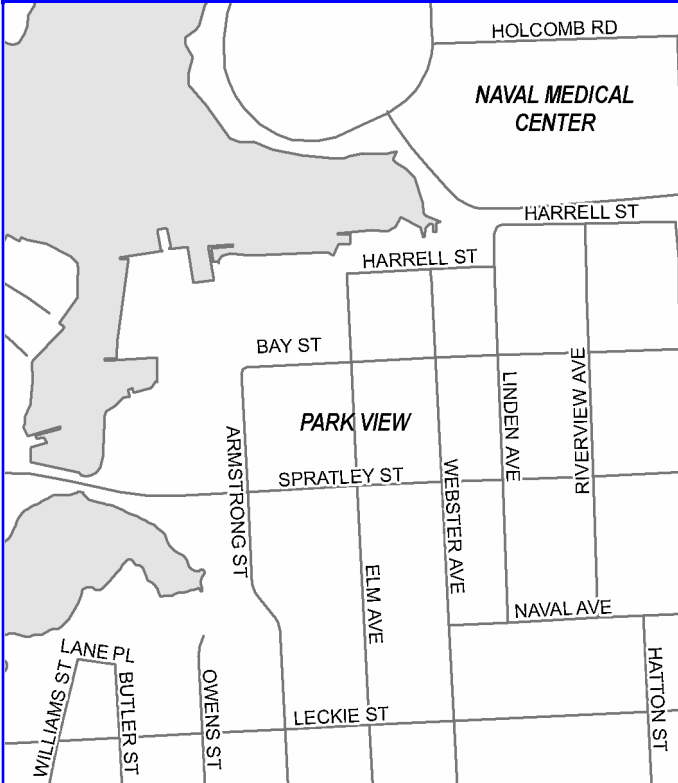 HOLCOMB RD
NAVAL MEDICAL
CENTER
HARRELL ST
HARRELL ST
BAY ST
RIVERVIEW AVE
LINDEN AVE
PARK VIEW
ARMSTRONG ST
SPRATLEY ST
WEBSTER AVE
ELM AVE
NAVAL AVE
LANE PL
WILLIAMS ST
BUTLER ST
OWENS ST
HATTON ST
LECKIE ST